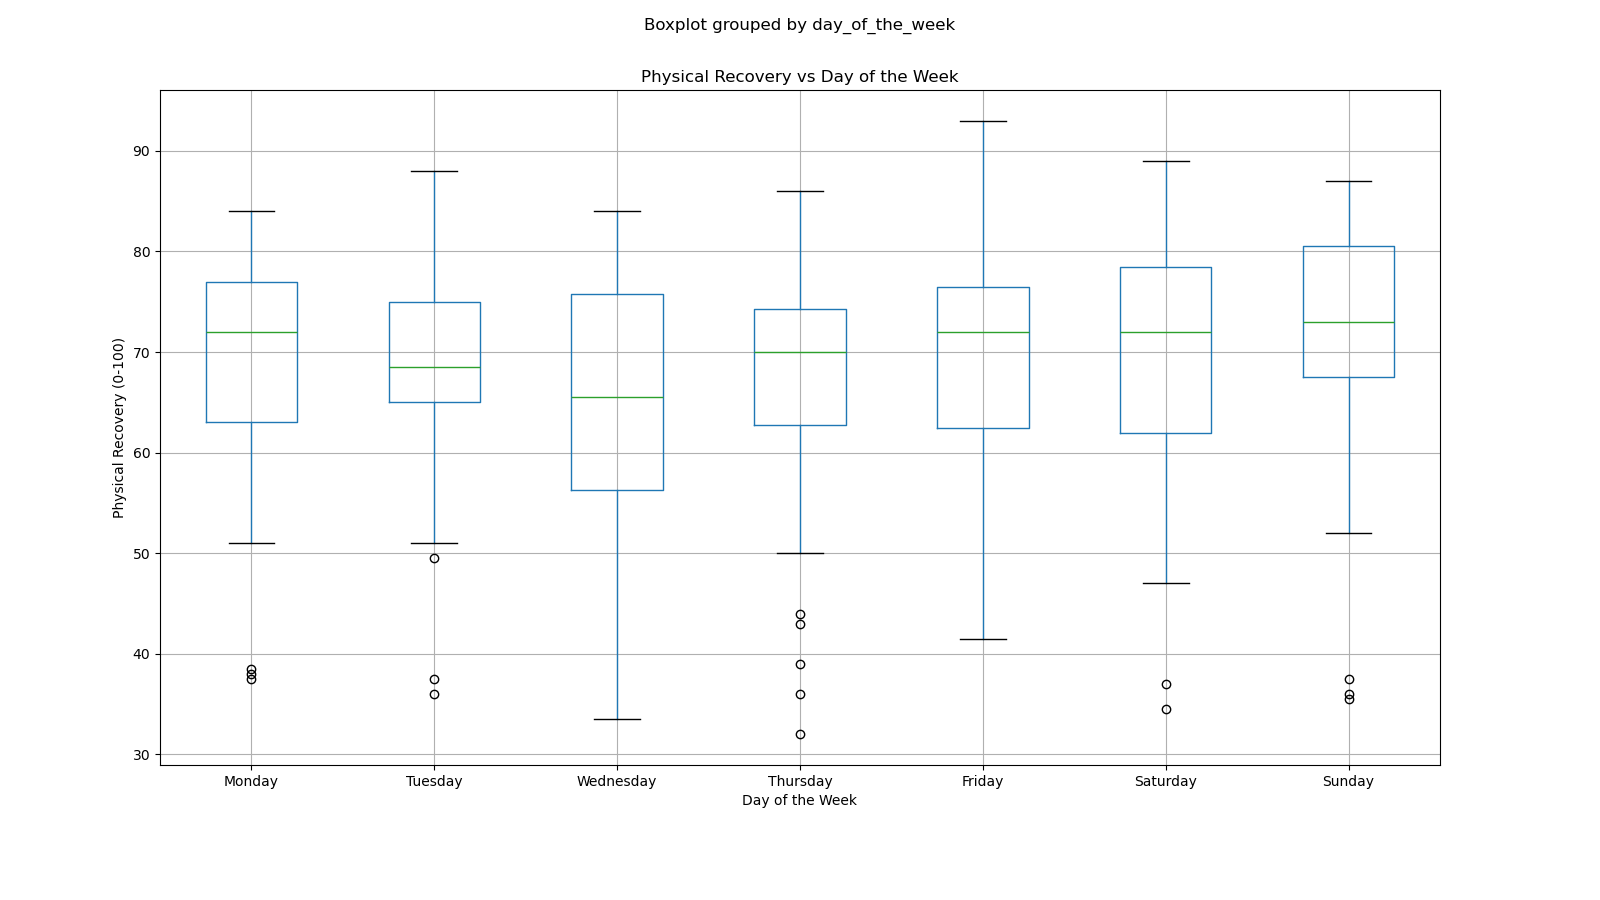 Boxplot grouped by day_of_the_week
Physical Recovery vs Day of the Week
Physical Recovery (0-100)
90
80
70
60
50
40
30
Monday Tuesday Wednesday Thursday Friday Saturday Sunday
Day of the Week